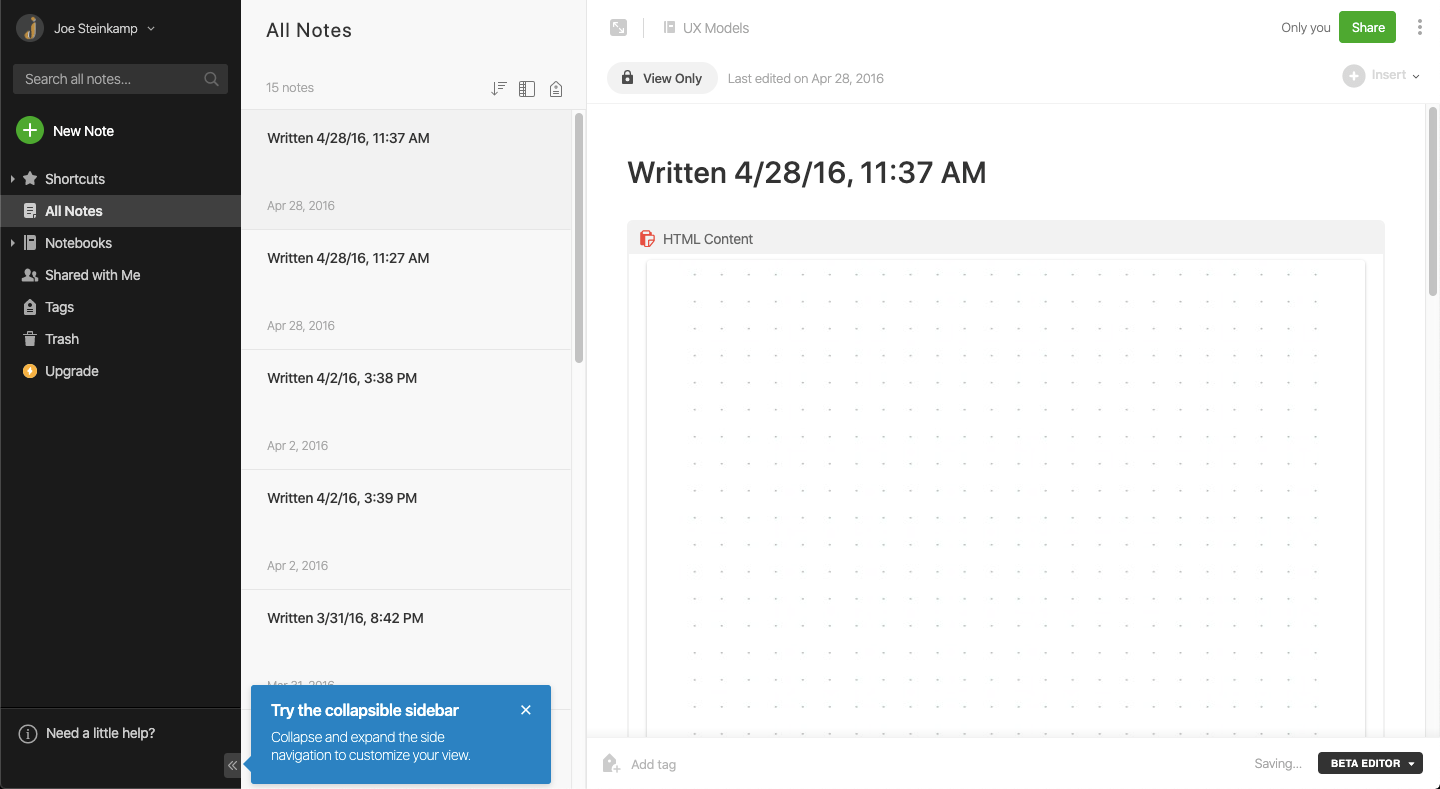 Joe Steinkamp
Search all notes...
New Note
Shortcuts
All Notes
Notebooks
Shared with Me
Tags
Trash
Upgrade
Need a little help?
All Notes
15 notes
Written 4/28/16, 11:37 AM
Apr 28, 2016
Written 4/28/16, 11:27 AM
Apr 28, 2016
Written 4/2/16, 3:38 PM
Apr 2, 2016
Written 4/2/16, 3:39 PM
Apr 2, 2016
Written 3/31/16, 8:42 PM
Mar 31, 2016
Try the collapsible sidebar
Collapse and expand the side
navigation to customize your view.
UX Models
Only you
Share
View Only
Last edited on Apr 28, 2016
Insert
Written 4/28/16, 11:37 AM
HTML Content
Add tag
Saving...
BETA EDITOR